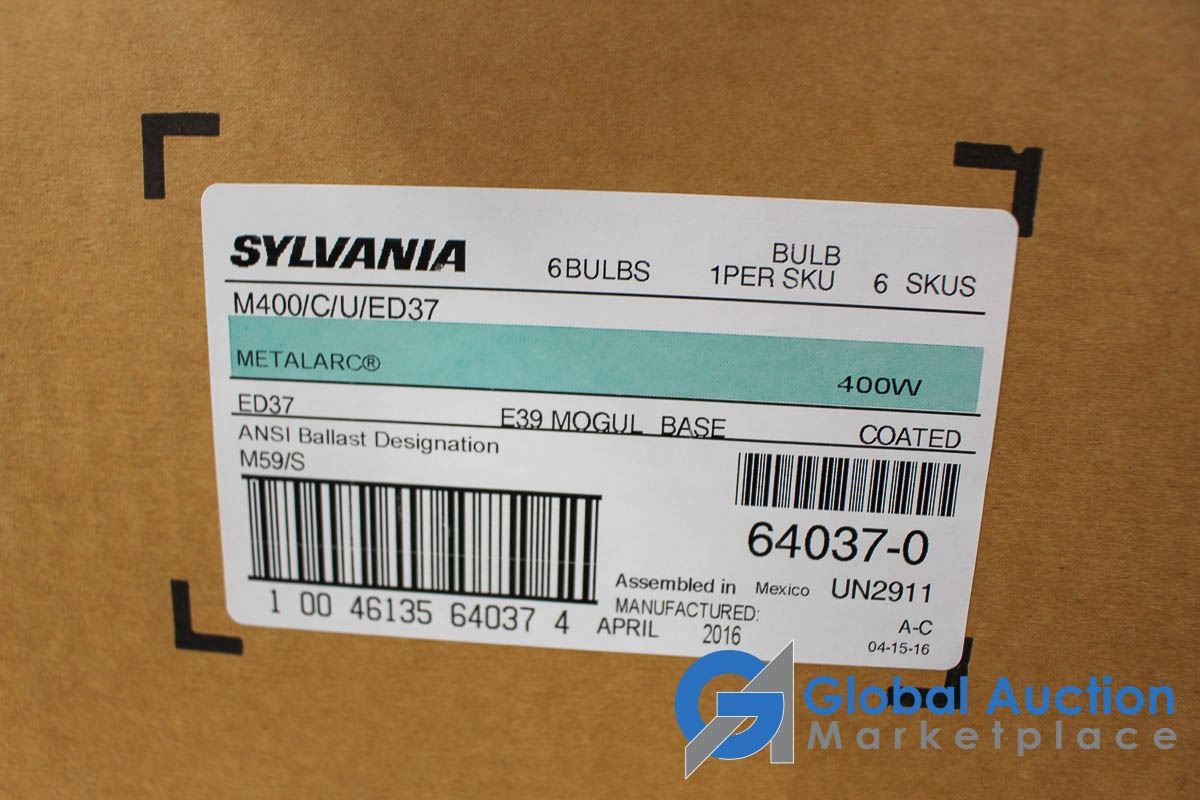 SYLVANIA 6BULBS BULB
1PER SKU 6 SKUS
M400/C/U/ED37
METALARC® 400W
ED37 E39 MOGUL BASE COATED
ANSI Ballast Designation
M59/S
64037-0
1 00 46135 64037 4
Assembled in Mexico UN2911
MANUFACTURED:
APRIL 2016
A-C
04-15-16
GA Global Auction
Marketplace